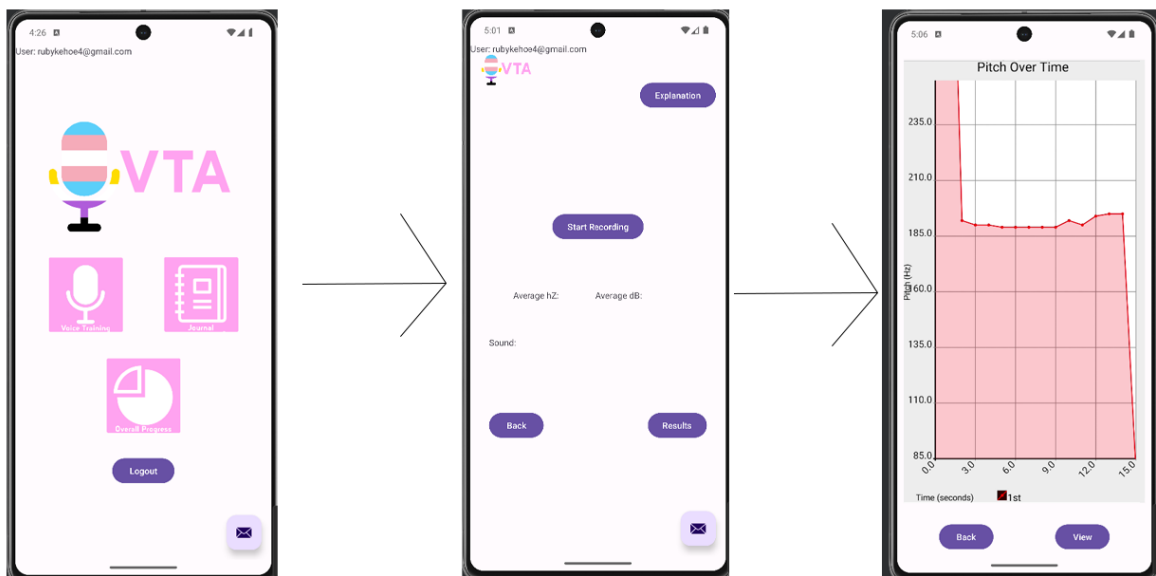 4:26
User: rubykehoe4@gmail.com
VTA
Voice Training
Journal
Overall Progress
Logout
5:01
User: rubykehoe4@gmail.com
VTA
Explanation
Start Recording
Average hZ: Average dB:
Sound:
Back Results
5:06
Pitch Over Time
235.0
210.0
185.0
160.0
Pitch (Hz)
135.0
110.0
85.0
0.0 3.0 6.0 9.0 12.0 15.0
Time (seconds) 1st
Back View